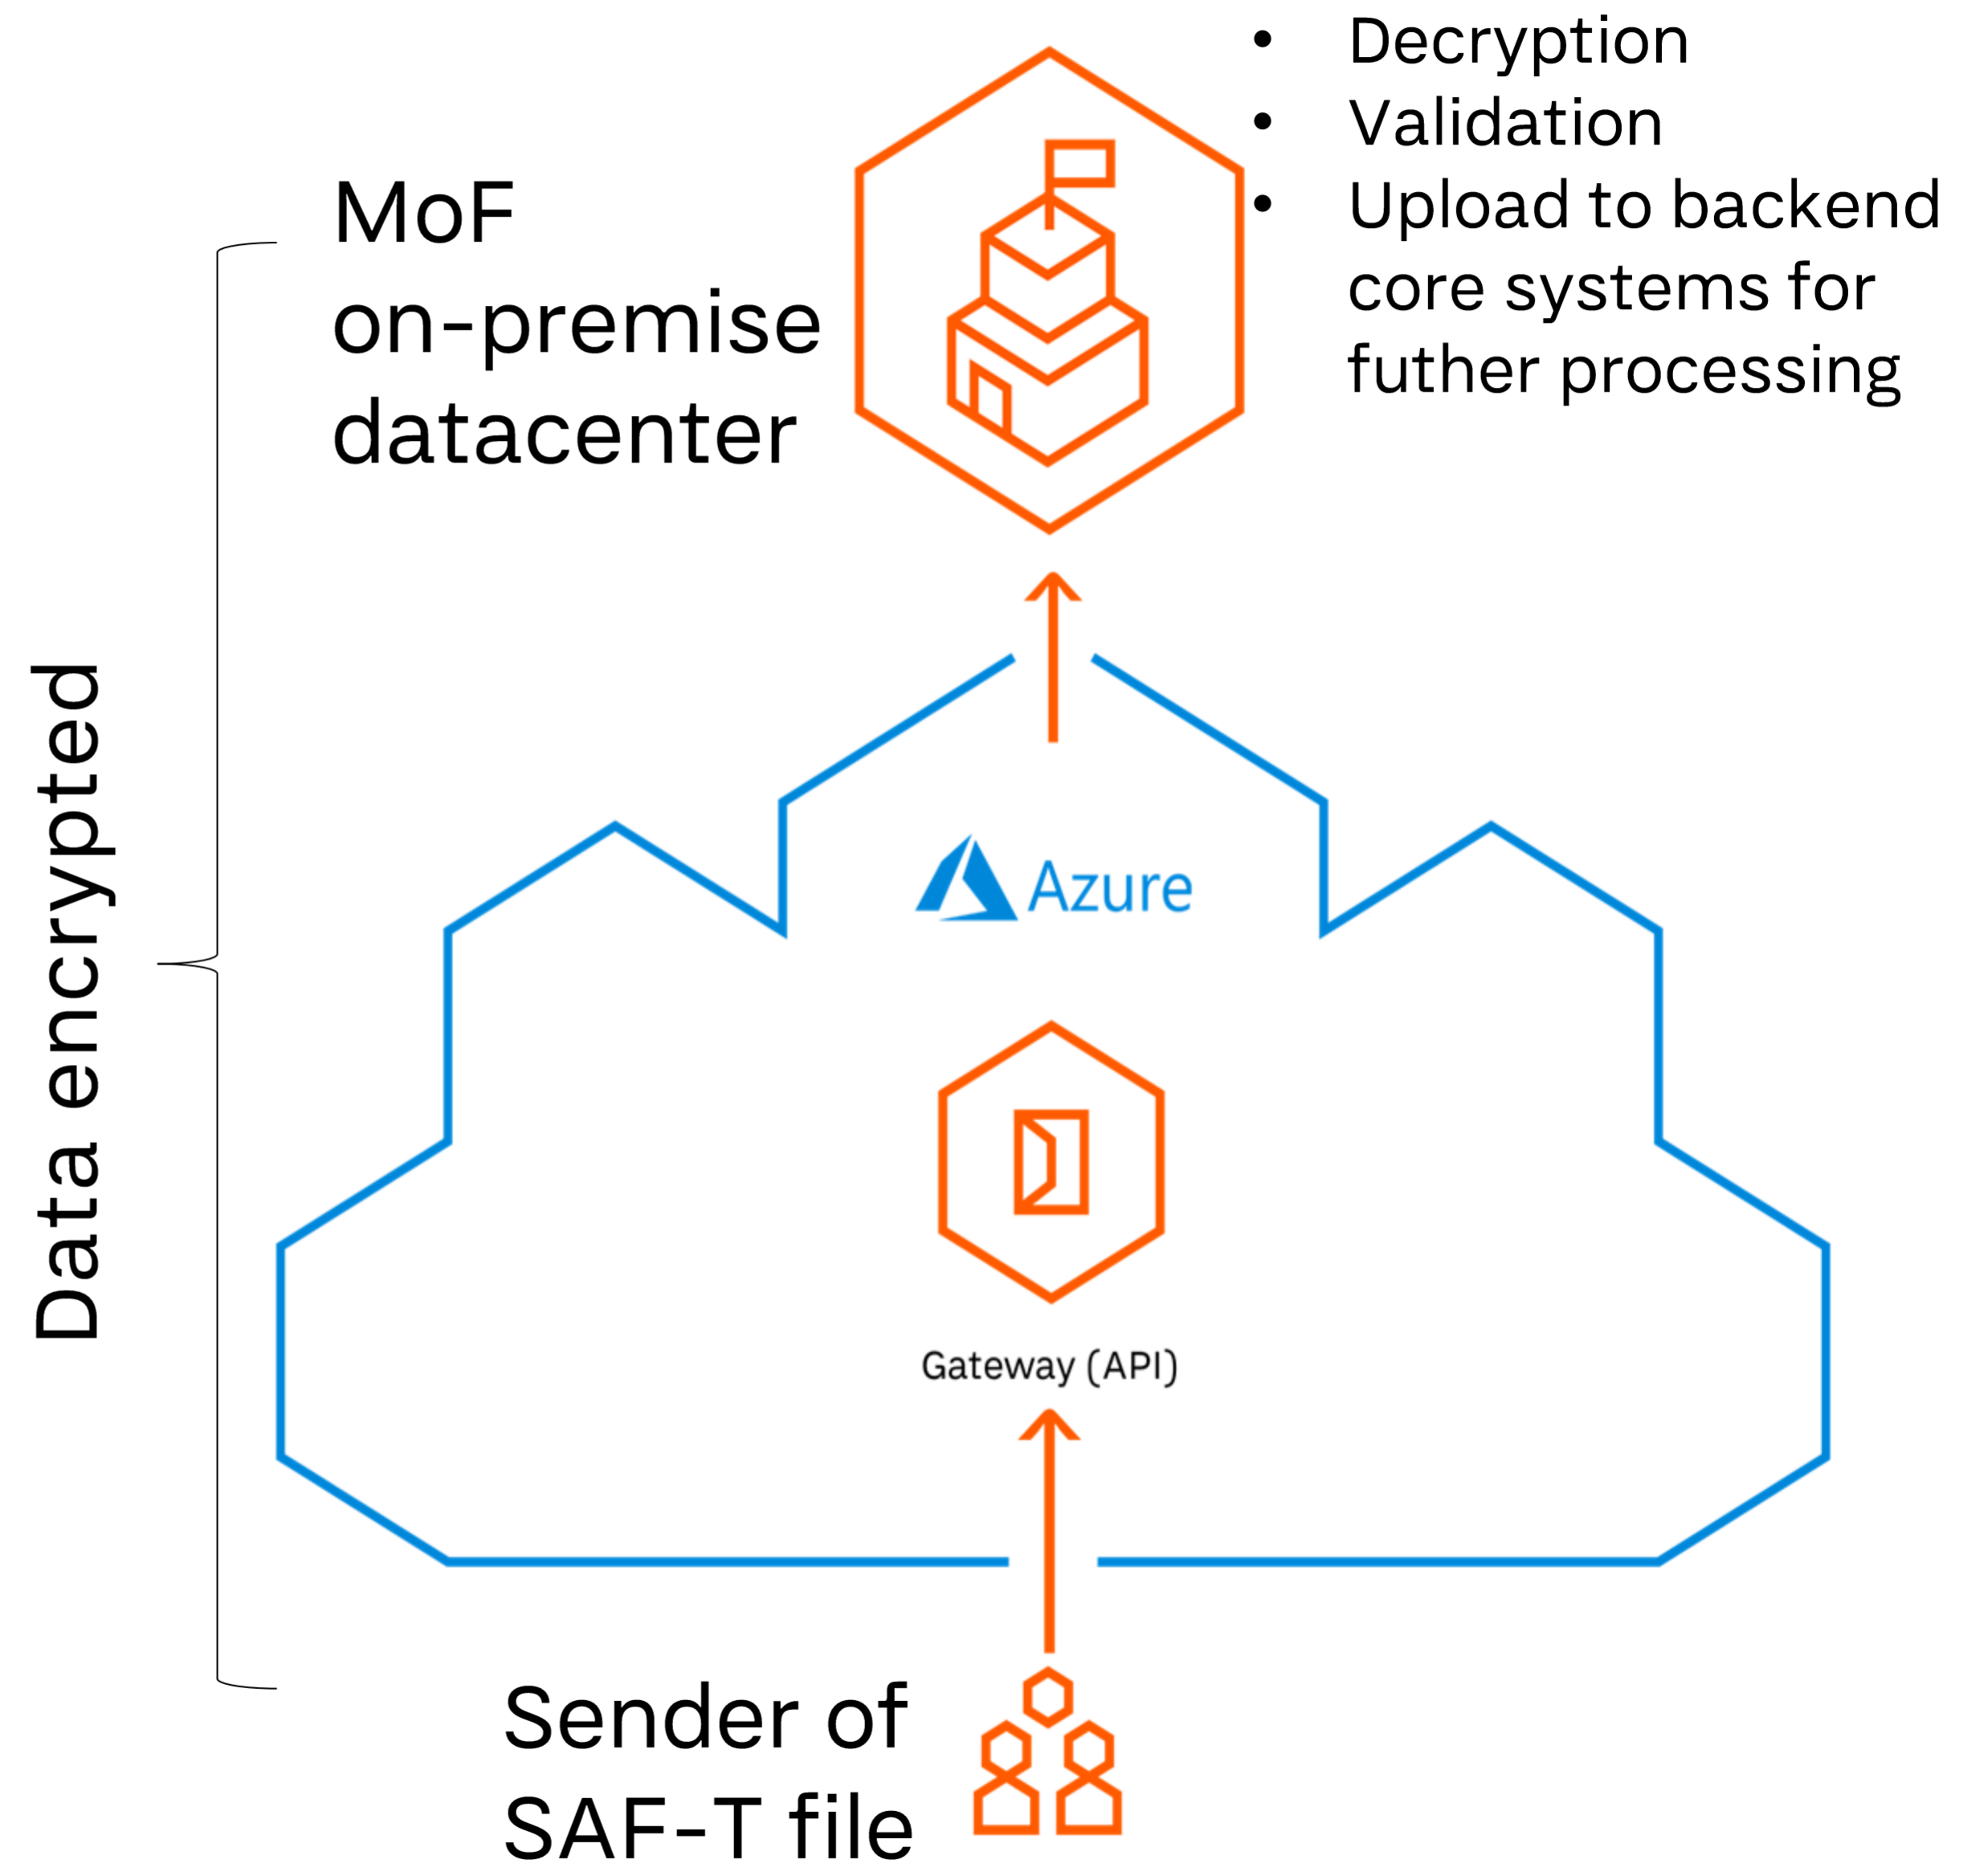 Decryption
Validation
Upload to backend
core systems for
futher processing
MoF
on-premise
datacenter
Data encrypted
Azure
Gateway (API)
Sender of
SAF-T file